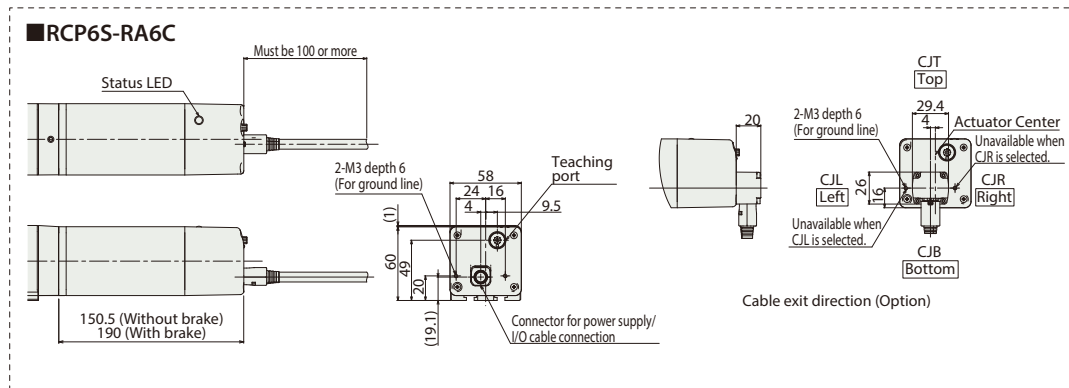 ■RCP6S-RA6C
Must be 100 or more
Status LED
2-M3 depth 6
(For ground line)
Teaching
port
58
24
16
4
9.5
(1)
60
49
20
(19.1)
Connector for power supply/
I/O cable connection
150.5 (Without brake)
190 (With brake)
20
CJT
Top
29.4
4
2-M3 depth 6
(For ground line)
Actuator Center
Unavailable when
CJR is selected.
CJL
Left
26
16
CJR
Right
Unavailable when
CJL is selected.
CJB
Bottom
Cable exit direction (Option)